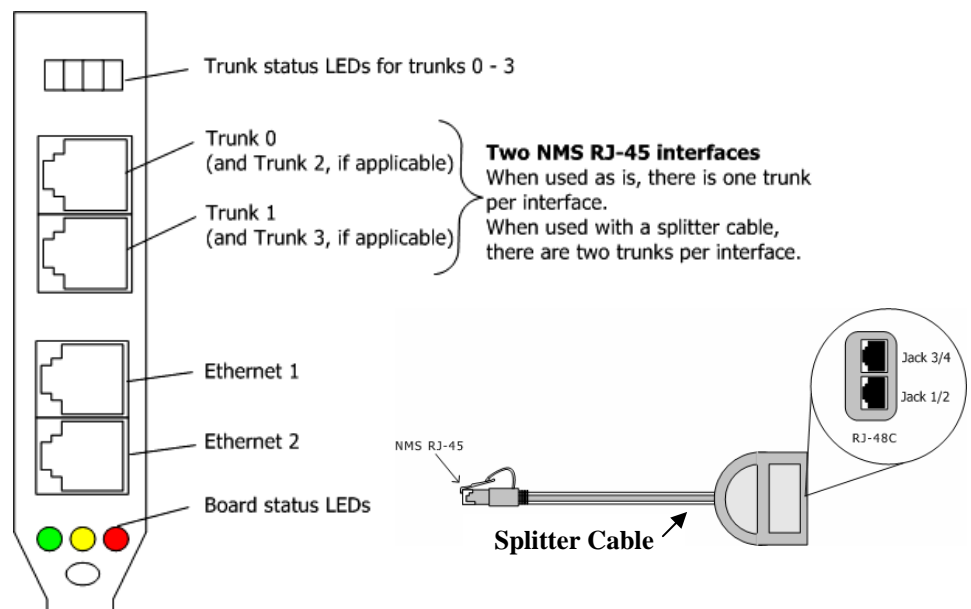 Trunk status LEDs for trunks 0 - 3
Trunk 0
(and Trunk 2, if applicable)
Trunk 1
(and Trunk 3, if applicable)
Two NMS RJ-45 interfaces
When used as is, there is one trunk
per interface.
When used with a splitter cable,
there are two trunks per interface.
Ethernet 1
Ethernet 2
Board status LEDs
NMS RJ-45
Splitter Cable
Jack 3/4
Jack 1/2
RJ-48C